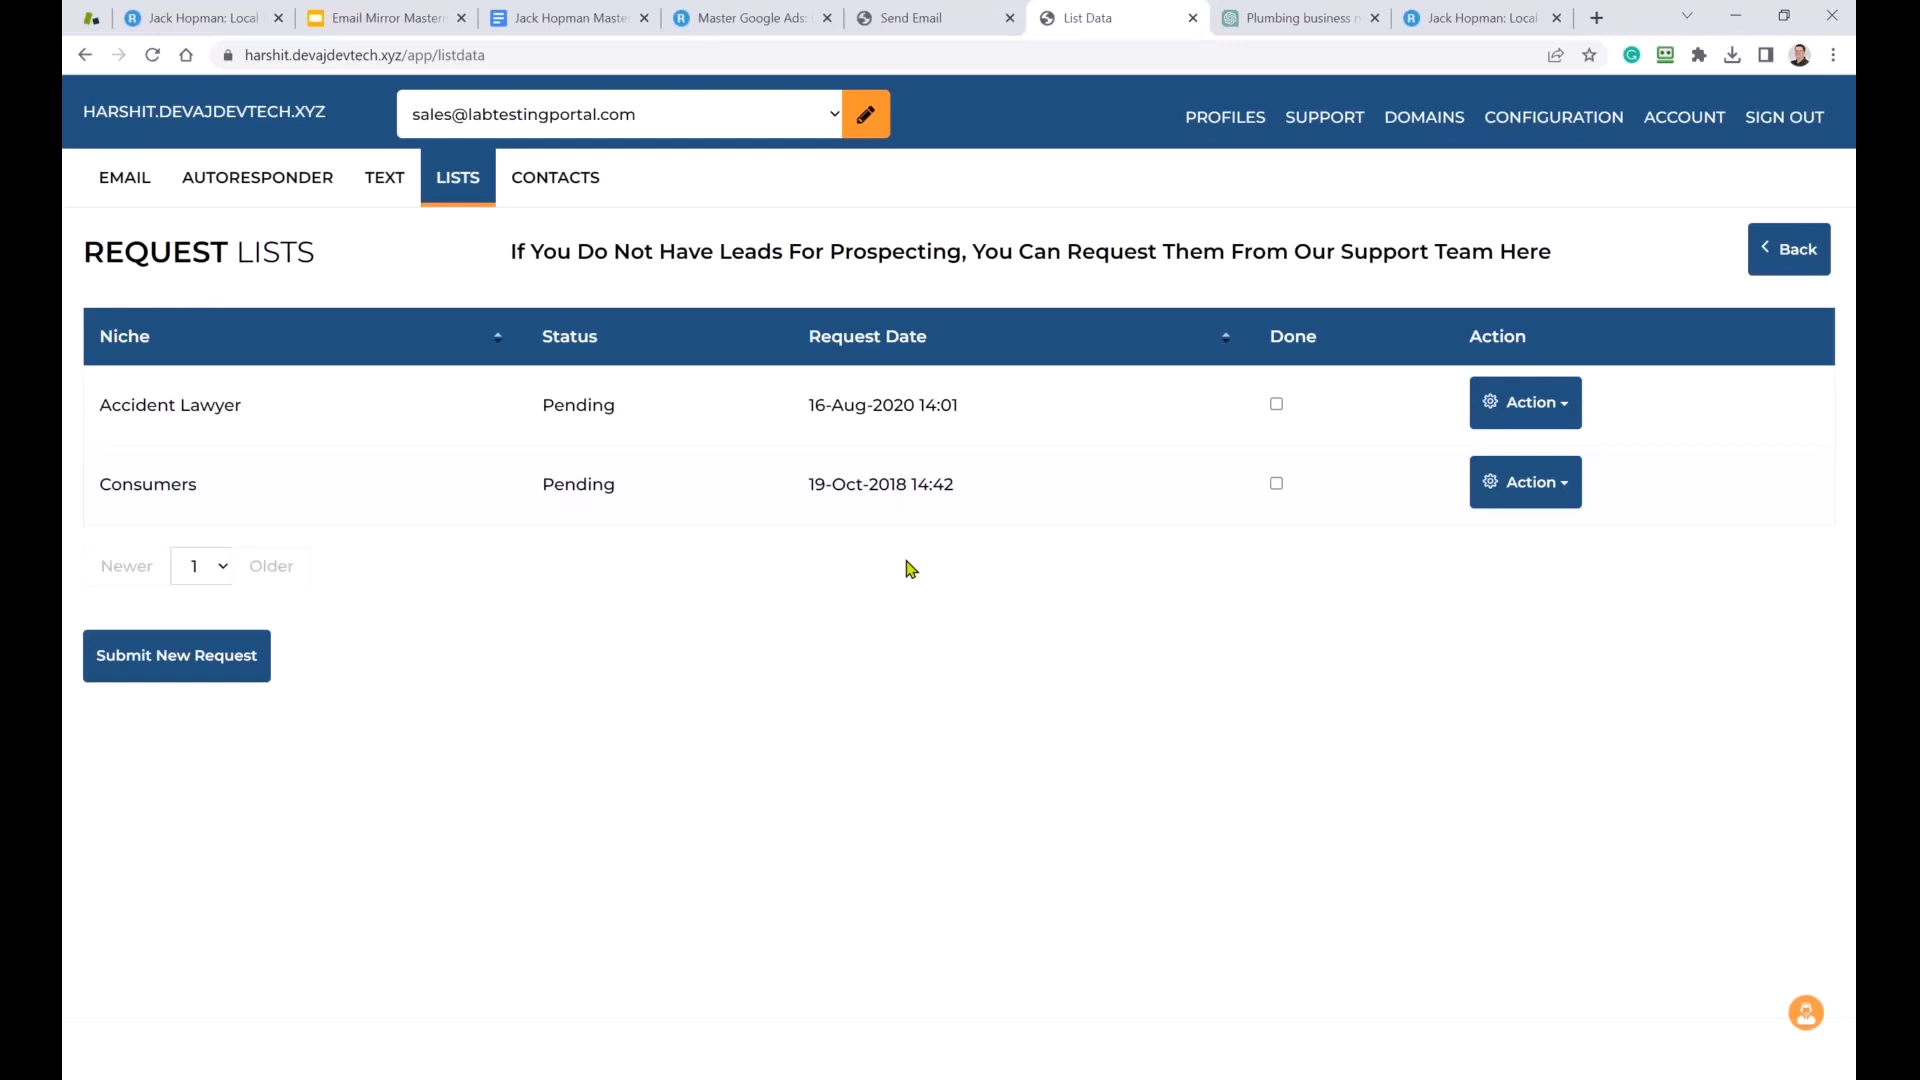 Jack Hopman: Local
Email Mirror Master
Jack Hopman Maste
Master Google Ads:
Send Email
List Data
Plumbing business n
Jack Hopman: Local
harshit.devajdevtech.xyz/app/listdata
HARSHIT.DEVAJDEVTECH.XYZ
sales@labtestingportal.com
PROFILES
SUPPORT
DOMAINS
CONFIGURATION
ACCOUNT
SIGN OUT
EMAIL
AUTORESPONDER
TEXT
LISTS
CONTACTS
REQUEST LISTS
If You Do Not Have Leads For Prospecting, You Can Request Them From Our Support Team Here
Back
Niche
Status
Request Date
Done
Action
Accident Lawyer
Pending
16-Aug-2020 14:01
Action
Consumers
Pending
19-Oct-2018 14:42
Action
Newer
1
Older
Submit New Request